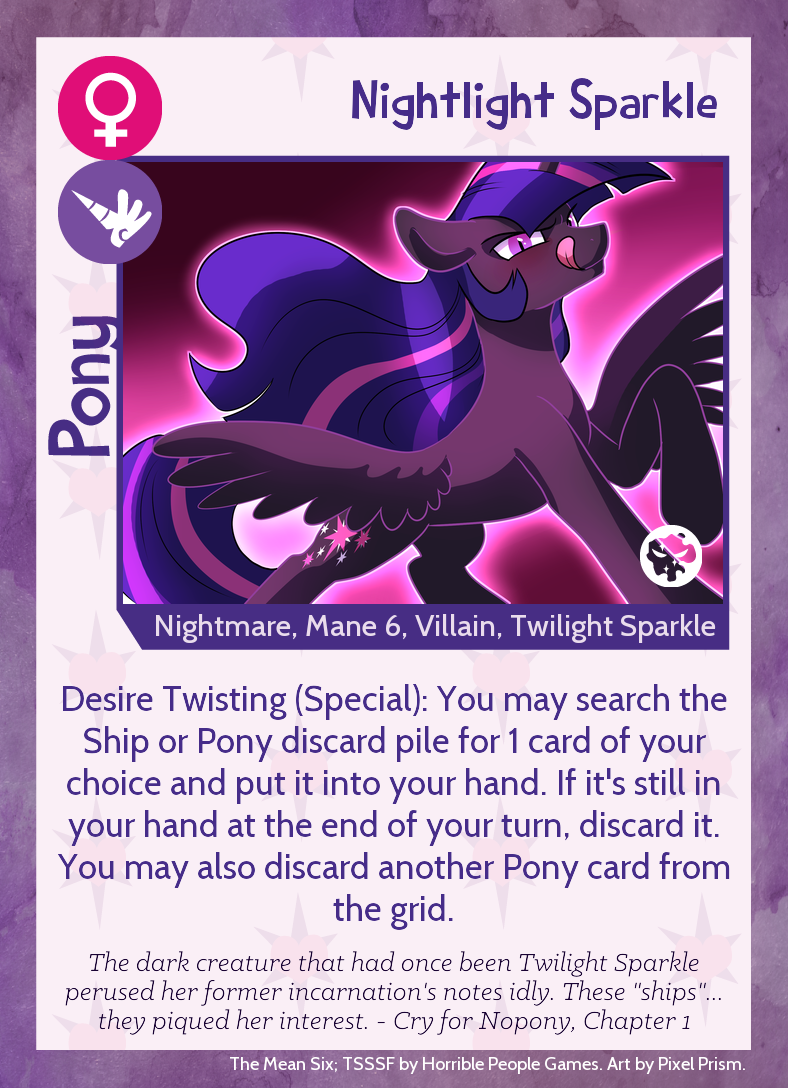 Nightlight Sparkle
Pony
Nightmare, Mane 6, Villain, Twilight Sparkle
Desire Twisting (Special): You may search the
Ship or Pony discard pile for 1 card of your
choice and put it into your hand. If it's still in
your hand at the end of your turn, discard it.
You may also discard another Pony card from
the grid.
The dark creature that had once been Twilight Sparkle
perused her former incarnation's notes idly. These "ships"...
they piqued her interest. - Cry for Nopony, Chapter 1
The Mean Six; TSSSF by Horrible People Games. Art by Pixel Prism.